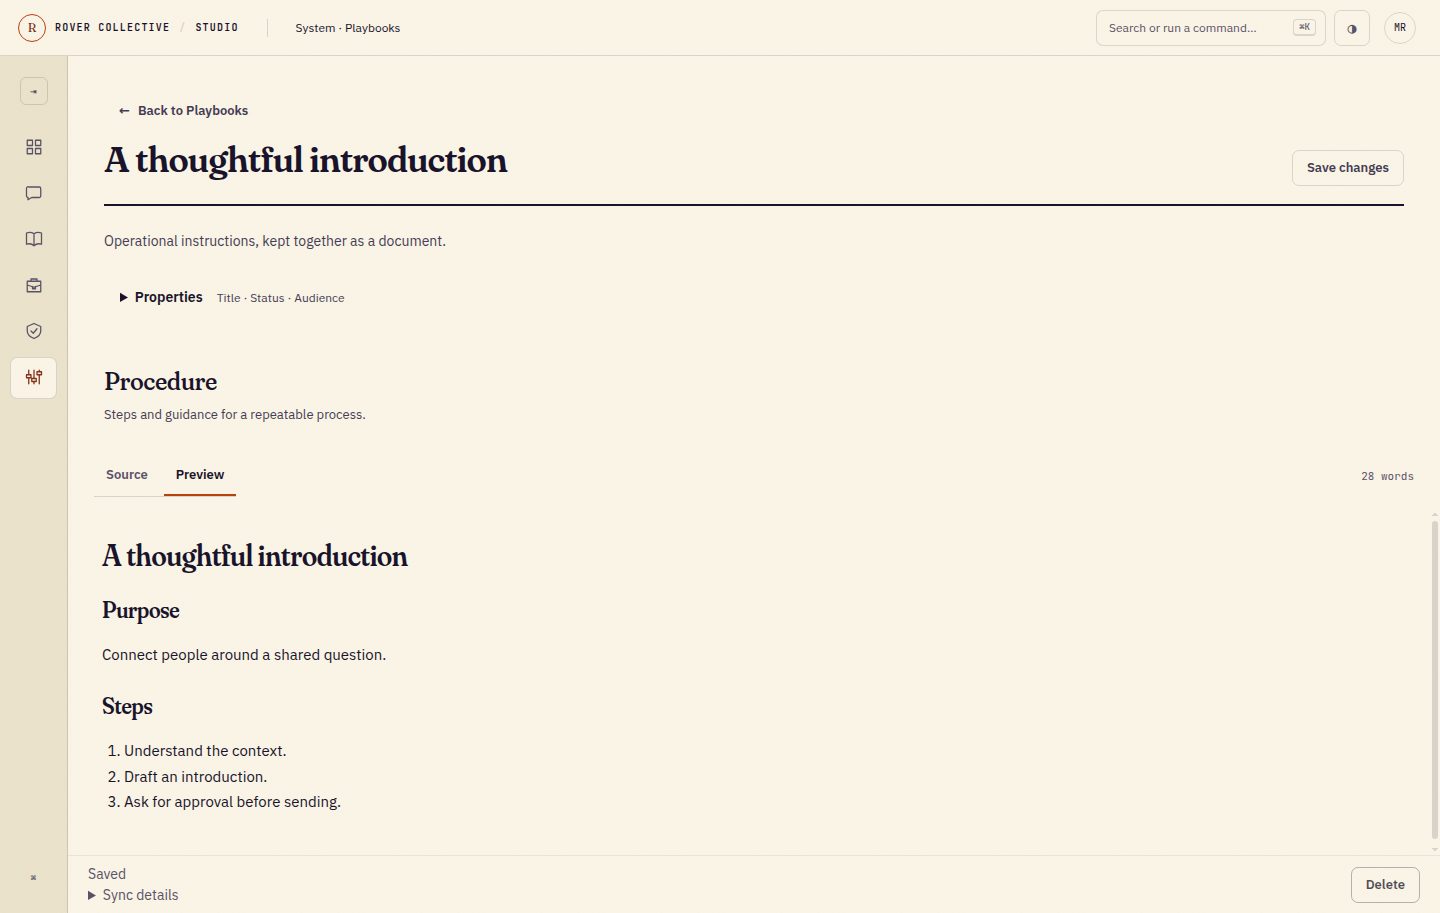 R ROVER COLLECTIVE / STUDIO System · Playbooks Search or run a command... ⌘K MR
← Back to Playbooks
A thoughtful introduction
Save changes
Operational instructions, kept together as a document.
Properties Title · Status · Audience
Procedure
Steps and guidance for a repeatable process.
Source Preview 28 words
A thoughtful introduction
Purpose
Connect people around a shared question.
Steps
1. Understand the context.
2. Draft an introduction.
3. Ask for approval before sending.
⌘
Saved
Sync details
Delete